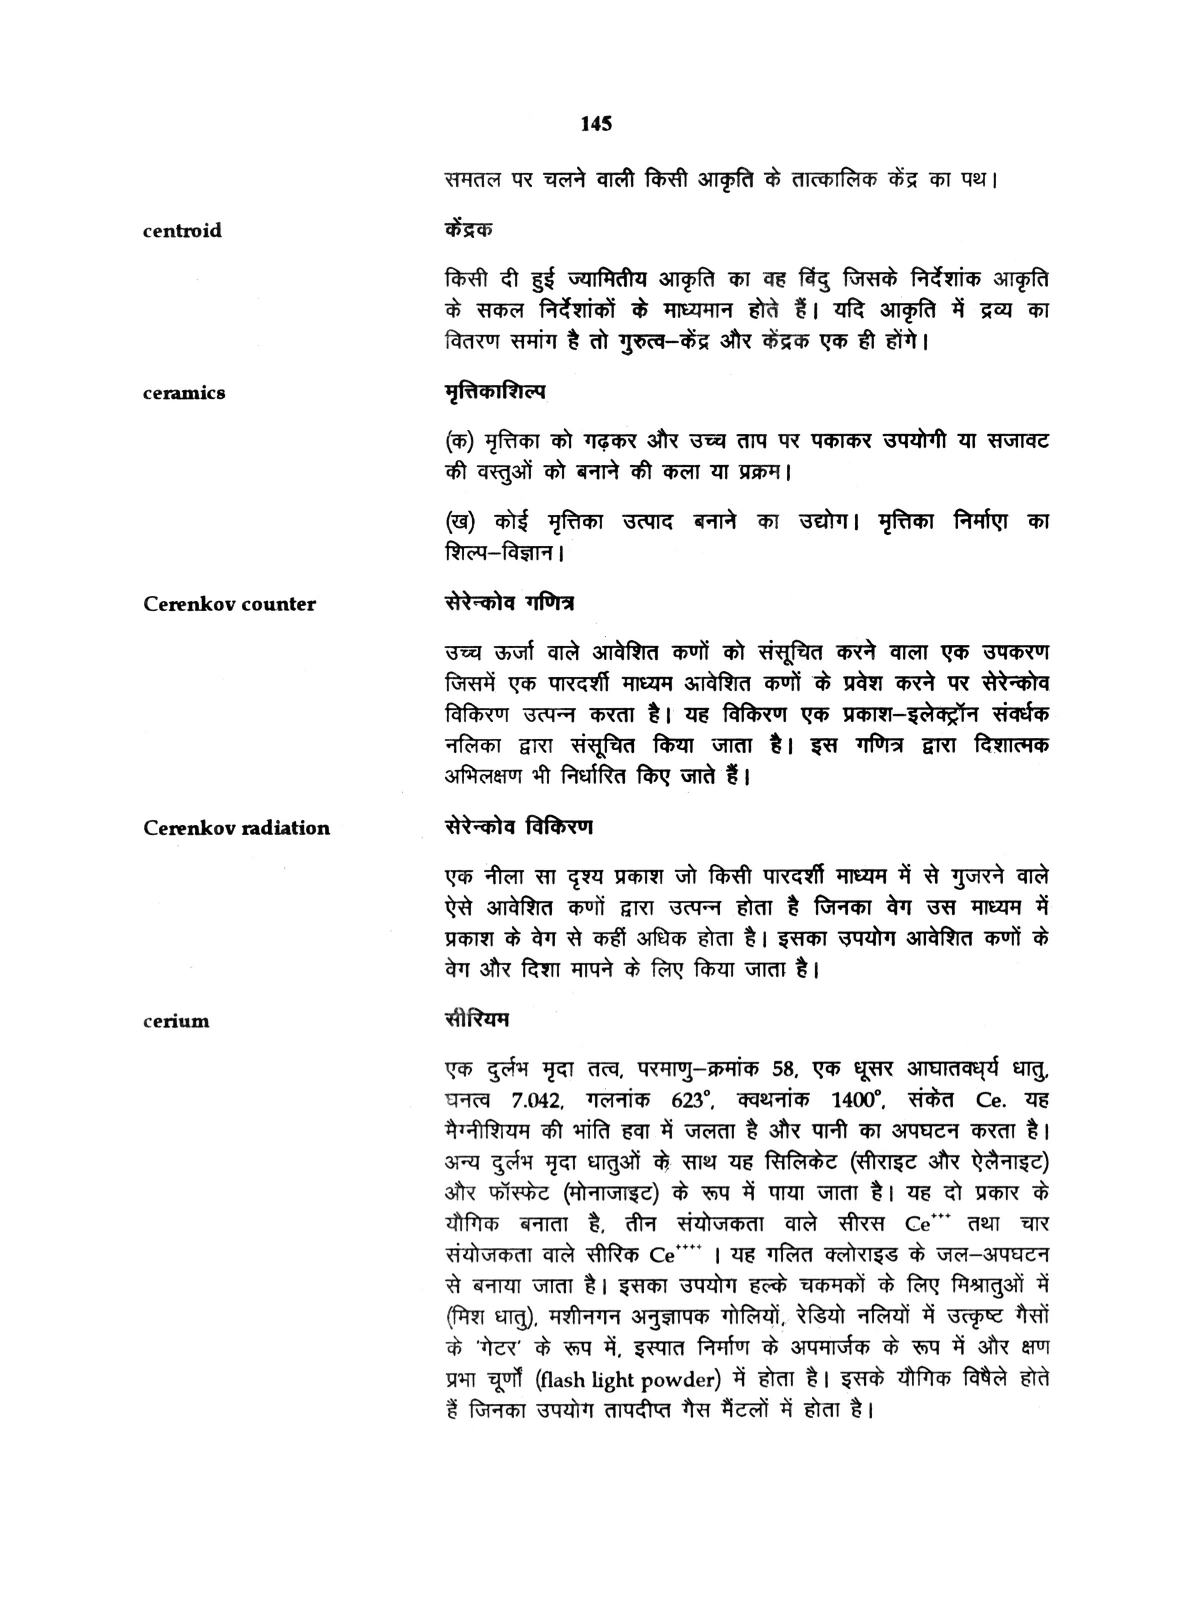 145
समतल पर चलने वाली किसी आकृति के तात्कालिक केंद्र का पथ।
centroid केंद्रक
किसी दी हुई ज्यामितीय आकृति का वह बिंदु जिसके निर्देशांक आकृति
के सकल निर्देशांकों के माध्यमान होते हैं। यदि आकृति में द्रव्य का
वितरण समांग है तो गुरुत्व–केंद्र और केंद्रक एक ही होंगे।
ceramics मृत्तिकाशिल्प
(क) मृत्तिका को गढ़कर और उच्च ताप पर पकाकर उपयोगी या सजावट
की वस्तुओं को बनाने की कला या प्रक्रम।
(ख) कोई मृत्तिका उत्पाद बनाने का उद्योग। मृत्तिका निर्माण का
शिल्प–विज्ञान।
Cerenkov counter सेरेन्कोव गणित्र
उच्च ऊर्जा वाले आवेशित कणों को संसूचित करने वाला एक उपकरण
जिसमें एक पारदर्शी माध्यम आवेशित कणों के प्रवेश करने पर सेरेन्कोव
विकिरण उत्पन्न करता है। यह विकिरण एक प्रकाश–इलेक्ट्रॉन संवर्धक
नलिका द्वारा संसूचित किया जाता है। इस गणित्र द्वारा दिशात्मक
अभिलक्षण भी निर्धारित किए जाते हैं।
Cerenkov radiation सेरेन्कोव विकिरण
एक नीला सा दृश्य प्रकाश जो किसी पारदर्शी माध्यम में से गुजरने वाले
ऐसे आवेशित कणों द्वारा उत्पन्न होता है जिनका वेग उस माध्यम में
प्रकाश के वेग से कहीं अधिक होता है। इसका उपयोग आवेशित कणों के
वेग और दिशा मापने के लिए किया जाता है।
cerium सीरियम
एक दुर्लभ मृदा तत्व, परमाणु–क्रमांक 58, एक धूसर आघातवर्ध्य धातु,
घनत्व 7.042, गलनांक 623°, क्वथनांक 1400°, संकेत Ce. यह
मैग्नीशियम की भांति हवा में जलता है और पानी का अपघटन करता है।
अन्य दुर्लभ मृदा धातुओं के साथ यह सिलिकेट (सीराइट और ऐलैनाइट)
और फॉस्फेट (मोनाजाइट) के रूप में पाया जाता है। यह दो प्रकार के
यौगिक बनाता है, तीन संयोजकता वाले सीरस Ce⁺⁺⁺ तथा चार
संयोजकता वाले सीरिक Ce⁺⁺⁺⁺ । यह गलित क्लोराइड के जल–अपघटन
से बनाया जाता है। इसका उपयोग हल्के चकमकों के लिए मिश्रातुओं में
(मिश धातु), मशीनगन अनुज्ञापक गोलियों, रेडियो नलियों में उत्कृष्ट गैसों
के 'गेटर' के रूप में, इस्पात निर्माण के अपमार्जक के रूप में और क्षण
प्रभा चूर्णों (flash light powder) में होता है। इसके यौगिक विषैले होते
हैं जिनका उपयोग तापदीप्त गैस मैंटलों में होता है।